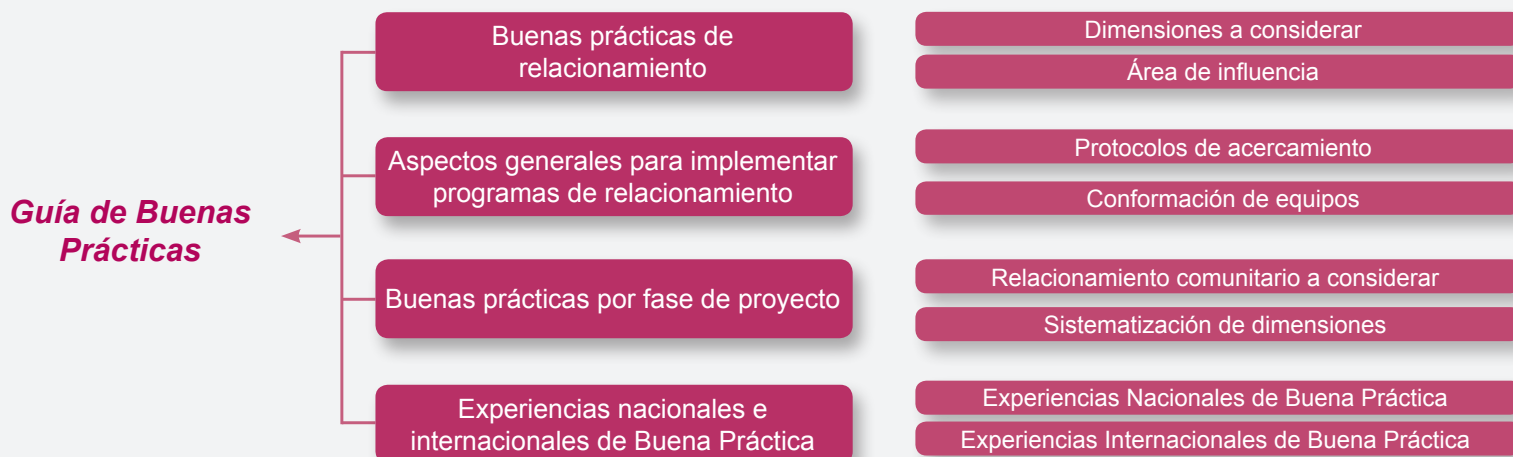 Guía de Buenas
Prácticas
Buenas prácticas de
relacionamiento
Dimensiones a considerar
Área de influencia
Aspectos generales para implementar
programas de relacionamiento
Protocolos de acercamiento
Conformación de equipos
Buenas prácticas por fase de proyecto
Relacionamiento comunitario a considerar
Sistematización de dimensiones
Experiencias nacionales e
internacionales de Buena Práctica
Experiencias Nacionales de Buena Práctica
Experiencias Internacionales de Buena Práctica